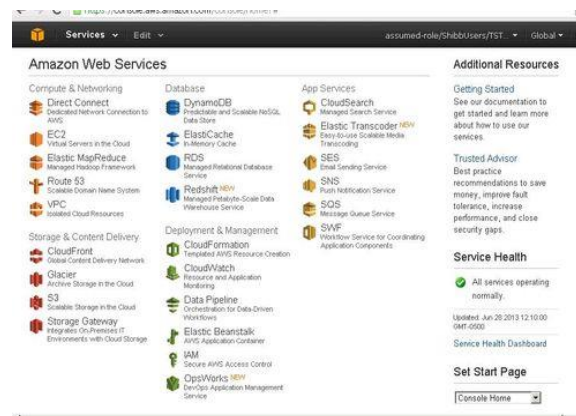 https://console.aws.amazon.com/console/home?#
Services Edit assumed-role/ShibbUsers/TST... Global
Amazon Web Services
Compute & Networking
Direct Connect
Dedicated Network Connection to
AWS
EC2
Virtual Servers in the Cloud
Elastic MapReduce
Managed Hadoop Framework
Route 53
Scalable Domain Name System
VPC
Isolated Cloud Resources
Storage & Content Delivery
CloudFront
Global Content Delivery Network
Glacier
Archive Storage in the Cloud
S3
Scalable Storage in the Cloud
Storage Gateway
Integrates On-Premises IT
Environments with Cloud Storage
Database
DynamoDB
Predictable and Scalable NoSQL
Data Store
ElastiCache
In-Memory Cache
RDS
Managed Relational Database
Service
Redshift NEW
Managed Petabyte-Scale Data
Warehouse Service
Deployment & Management
CloudFormation
Templated AWS Resource Creation
CloudWatch
Resource and Application
Monitoring
Data Pipeline
Orchestration for Data-Driven
Workflows
Elastic Beanstalk
AWS Application Container
IAM
Secure AWS Access Control
OpsWorks NEW
DevOps Application Management
Service
App Services
CloudSearch
Managed Search Service
Elastic Transcoder NEW
Easy-to-use Scalable Media
Transcoding
SES
Email Sending Service
SNS
Push Notification Service
SQS
Message Queue Service
SWF
Workflow Service for Coordinating
Application Components
Additional Resources
Getting Started
See our documentation to
get started and learn more
about how to use our
services.
Trusted Advisor
Best practice
recommendations to save
money, improve fault
tolerance, increase
performance, and close
security gaps.
Service Health
All services operating
normally.
Updated: Jun 28 2013 12:10:00
GMT-0500
Service Health Dashboard
Set Start Page
Console Home